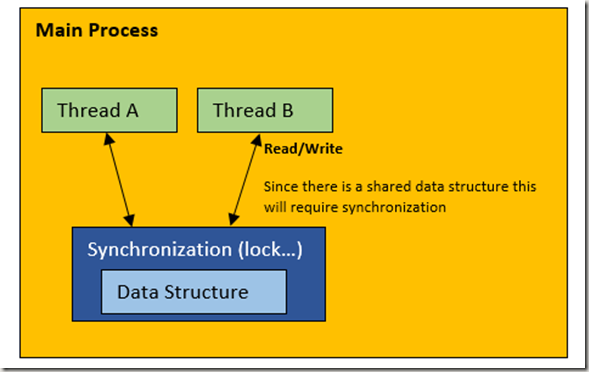 Main Process
Thread A
Thread B
Read/Write
Since there is a shared data structure this
will require synchronization
Synchronization (lock...)
Data Structure